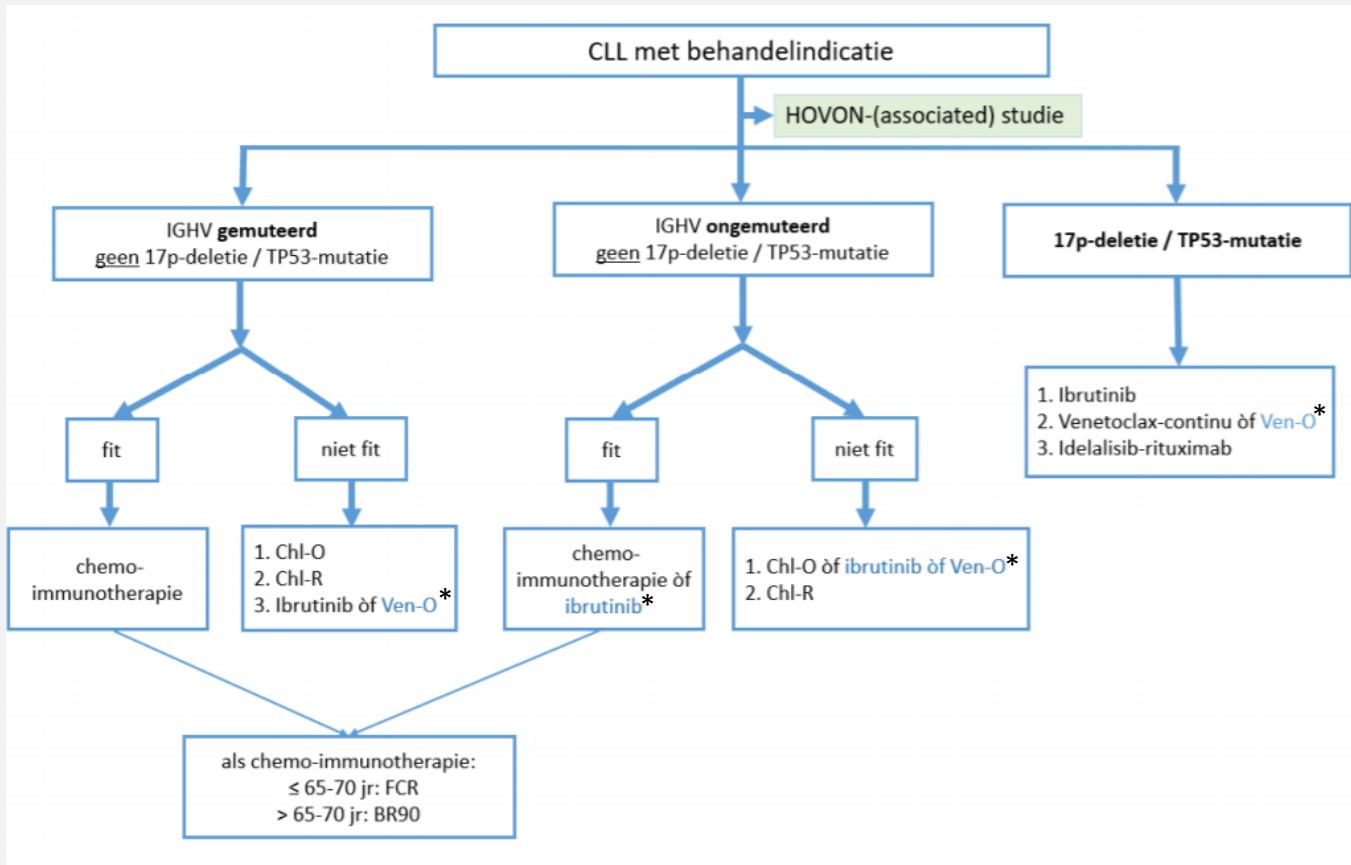 CLL met behandelindicatie
HOVON-(associated) studie
IGHV gemuteerd
geen 17p-deletie / TP53-mutatie
IGHV ongemuteerd
geen 17p-deletie / TP53-mutatie
17p-deletie / TP53-mutatie
fit
niet fit
fit
niet fit
1. Ibrutinib
2. Venetoclax-continu òf Ven-O*
3. Idelalisib-rituximab
chemo-
immunotherapie
1. Chl-O
2. Chl-R
3. Ibrutinib òf Ven-O*
chemo-
immunotherapie òf
ibrutinib*
1. Chl-O òf ibrutinib òf Ven-O*
2. Chl-R
als chemo-immunotherapie:
≤ 65-70 jr: FCR
> 65-70 jr: BR90